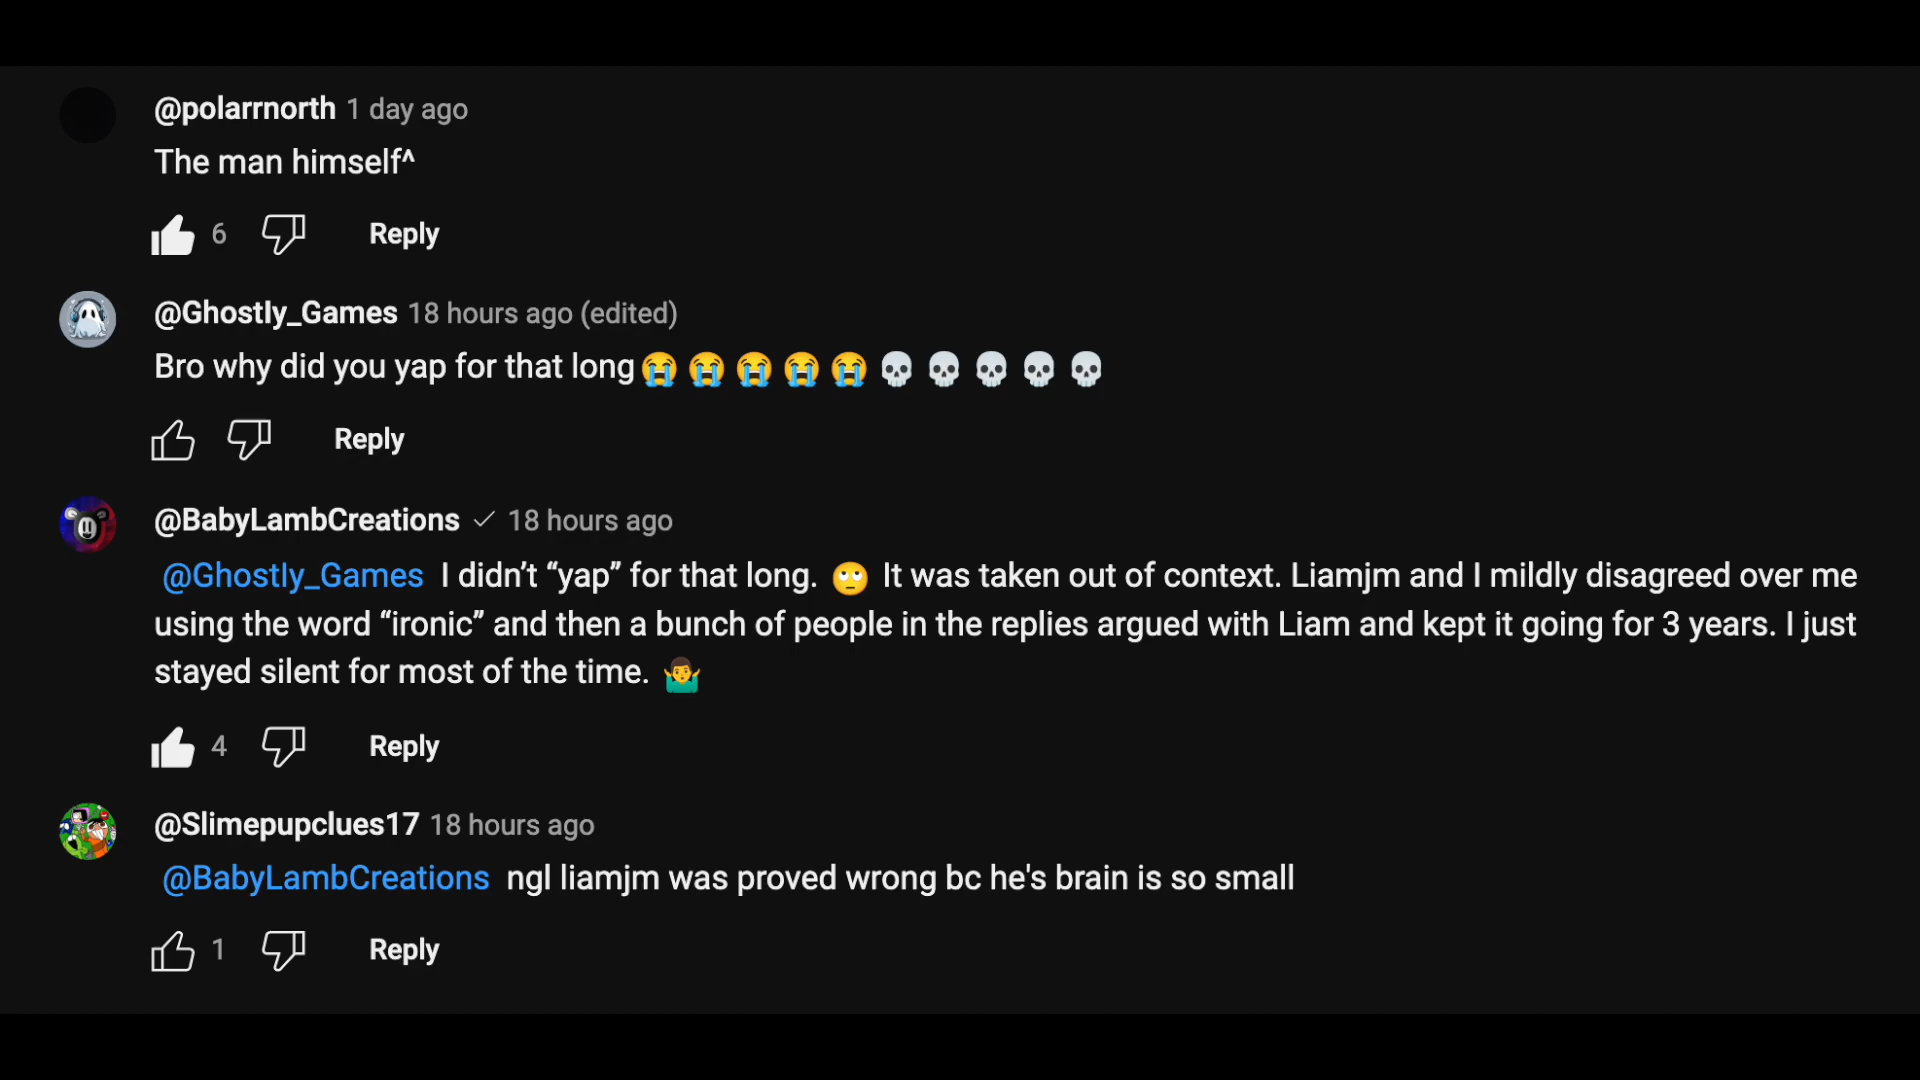 @polarrnorth 1 day ago
The man himself^
6 Reply
@Ghostly_Games 18 hours ago (edited)
Bro why did you yap for that long😭😭😭😭😭💀💀💀💀💀
Reply
@BabyLambCreations ✓ 18 hours ago
@Ghostly_Games I didn’t “yap” for that long. 🙄 It was taken out of context. Liamjm and I mildly disagreed over me
using the word “ironic” and then a bunch of people in the replies argued with Liam and kept it going for 3 years. I just
stayed silent for most of the time. 🤷‍♂️
4 Reply
@Slimepupclues17 18 hours ago
@BabyLambCreations ngl liamjm was proved wrong bc he's brain is so small
1 Reply